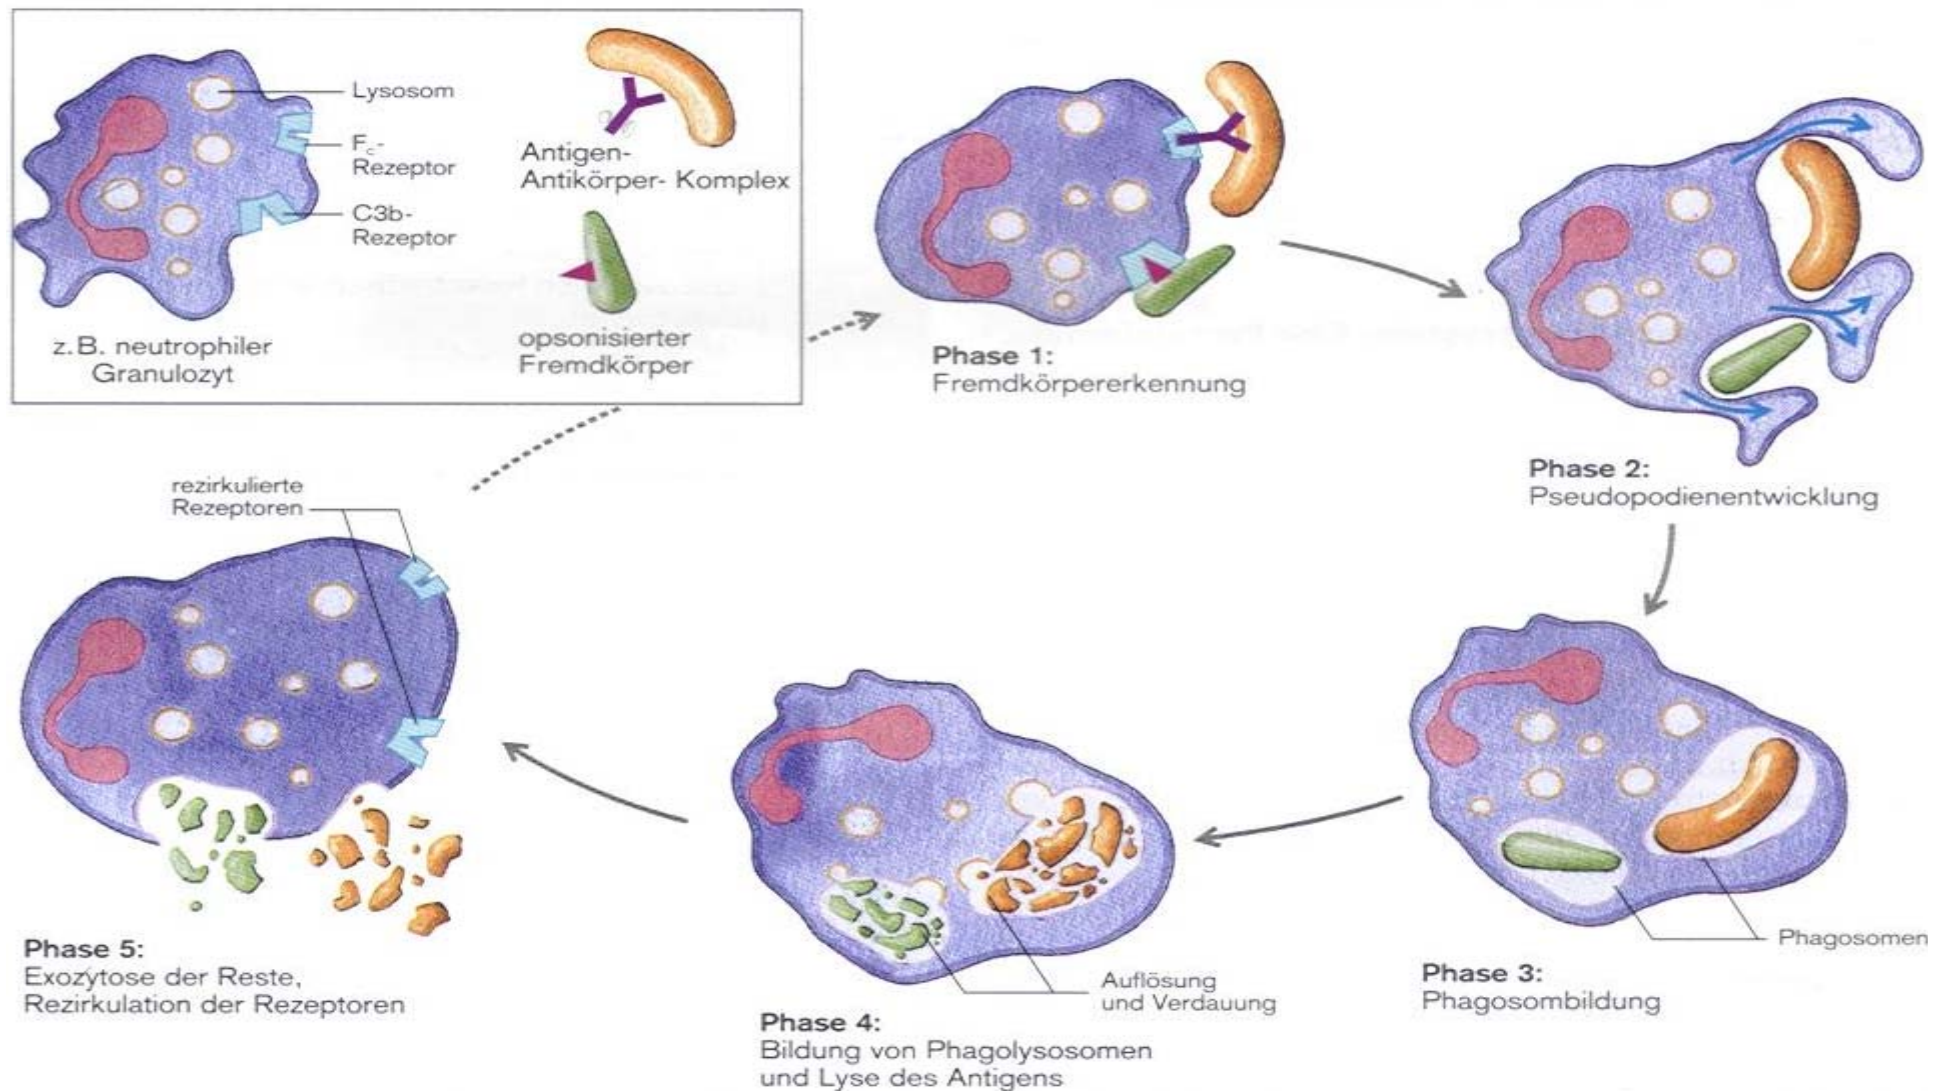 Lysosom
Fc-
Rezeptor
C3b-
Rezeptor
z.B. neutrophiler
Granulozyt
Antigen-
Antikörper- Komplex
opsonisierter
Fremdkörper
Phase 1:
Fremdkörpererkennung
Phase 2:
Pseudopodienentwicklung
Phagosomen
Phase 3:
Phagosombildung
Auflösung
und Verdauung
Phase 4:
Bildung von Phagolysosomen
und Lyse des Antigens
rezirkulierte
Rezeptoren
Phase 5:
Exozytose der Reste,
Rezirkulation der Rezeptoren